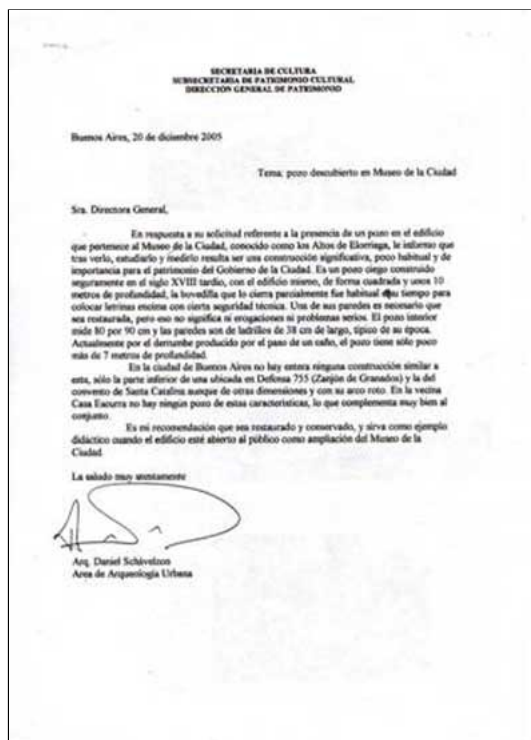 SECRETARIA DE CULTURA
SUBSECRETARIA DE PATRIMONIO CULTURAL
DIRECCIÓN GENERAL DE PATRIMONIO
Buenos Aires, 20 de diciembre 2005
Tema: pozo descubierto en Museo de la Ciudad
Sra. Directora General,
En respuesta a su solicitud referente a la presencia de un pozo en el edificio
que pertenece al Museo de la Ciudad, conocido como los Altos de Elorriaga, le informo que
tras verlo, estudiarlo y medirlo resulta ser una construcción significativa, poco habitual y de
importancia para el patrimonio del Gobierno de la Ciudad. Es un pozo ciego construido
seguramente en el siglo XVIII tardío, con el edificio mismo, de forma cuadrada y unos 10
metros de profundidad, la bovedilla que lo cierra parcialmente fue habitual su tiempo para
colocar letrinas encima con cierta seguridad técnica. Una de sus paredes es necesario que
sea restaurada, pero eso no significa ni erogaciones ni problemas serios. El pozo interior
mide 80 por 90 cm y las paredes son de ladrillos de 38 cm de largo, típico de su época.
Actualmente por el derrumbe producido por el paso de un caño, el pozo tiene sólo poco
más de 7 metros de profundidad.
En la ciudad de Buenos Aires no hay entera ninguna construcción similar a
esta, sólo la parte inferior de una ubicada en Defensa 755 (Zanjón de Granados) y la del
convento de Santa Catalina aunque de otras dimensiones y con su arco roto. En la vecina
Casa Ezcurra no hay ningún pozo de estas características, lo que complementa muy bien al
conjunto.
Es mi recomendación que sea restaurado y conservado, y sirva como ejemplo
didáctico cuando el edificio esté abierto al público como ampliación del Museo de la
Ciudad
La saludo muy atentamente
Arq. Daniel Schávelzon
Area de Arqueología Urbana